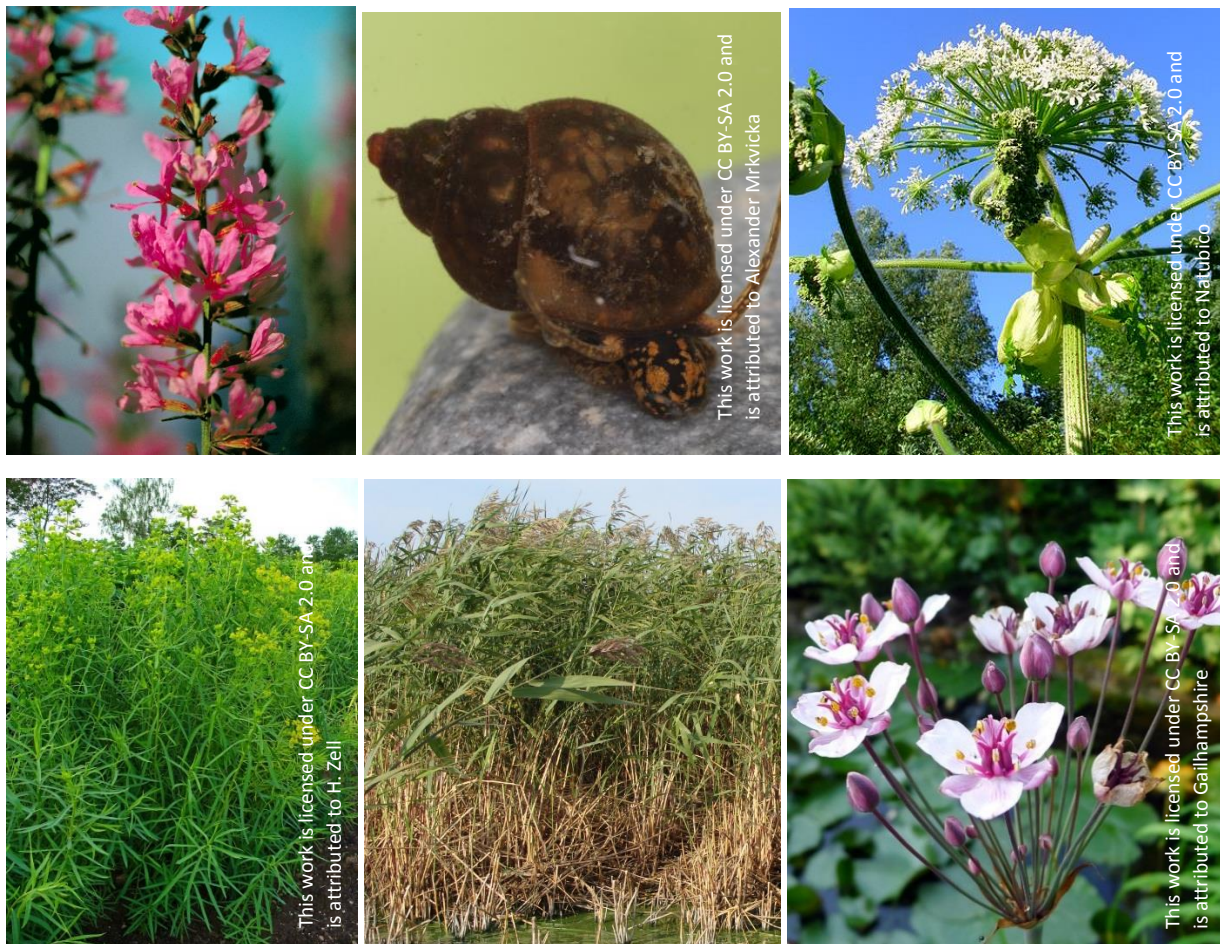 This work is licensed under CC BY-SA 2.0 and
is attributed to Alexander Mrkvicka
This work is licensed under CC BY-SA 2.0 and
is attributed to Natubico
This work is licensed under CC BY-SA 2.0 and
is attributed to H. Zell
This work is licensed under CC BY-SA 2.0 and
is attributed to Gailhampshire